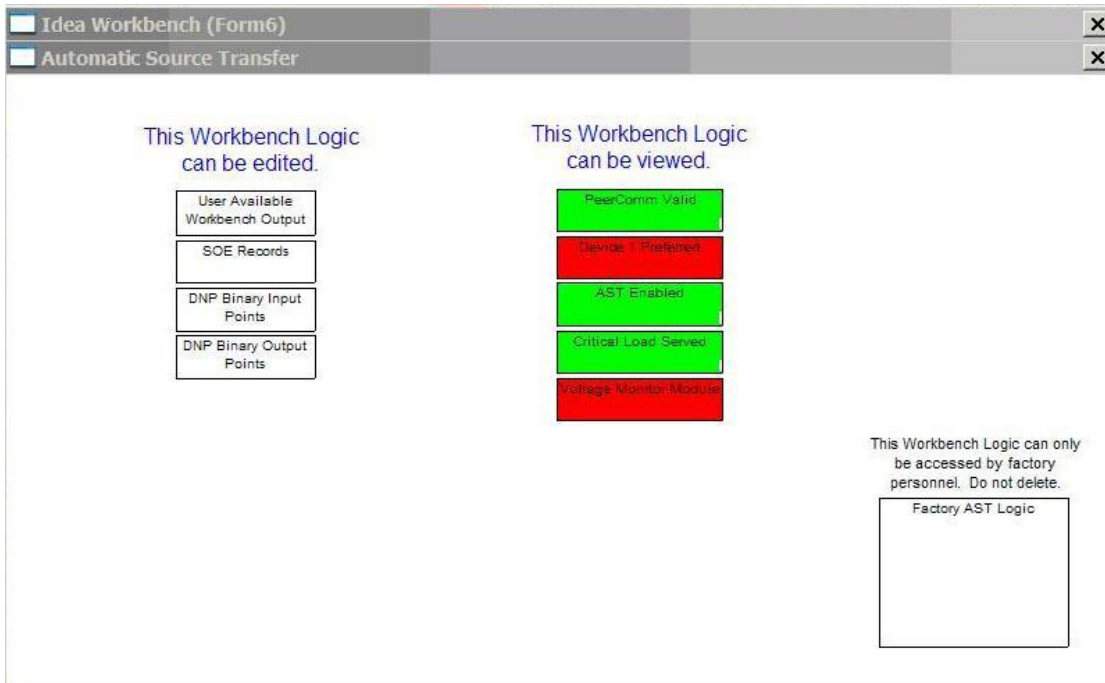 Idea Workbench (Form6)
Automatic Source Transfer
This Workbench Logic
can be edited.
User Available
Workbench Output
SOE Records
DNP Binary Input
Points
DNP Binary Output
Points
This Workbench Logic
can be viewed.
PeerComm Valid
Device 1 Preferred
AST Enabled
Critical Load Served
Voltage Monitor Module
This Workbench Logic can only
be accessed by factory
personnel. Do not delete.
Factory AST Logic